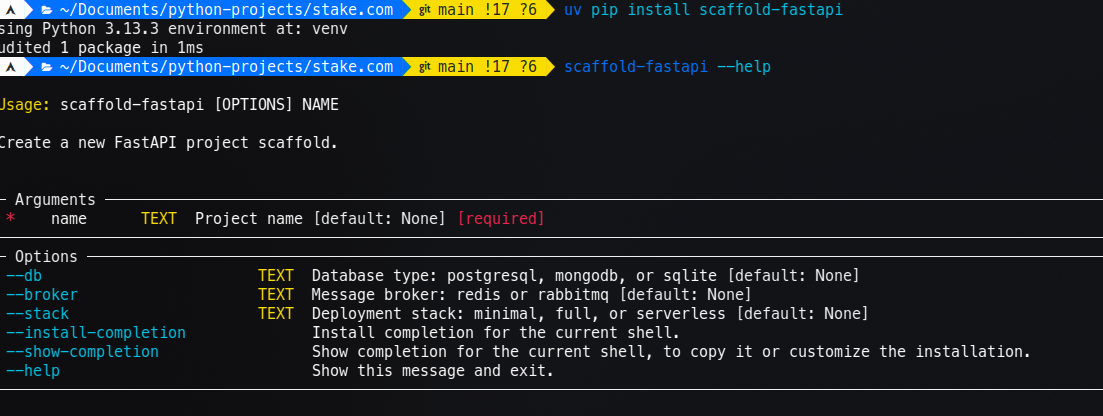 ~/Documents/python-projects/stake.com git main !17 ?6 uv pip install scaffold-fastapi
sing Python 3.13.3 environment at: venv
udited 1 package in 1ms
~/Documents/python-projects/stake.com git main !17 ?6 scaffold-fastapi --help
Usage: scaffold-fastapi [OPTIONS] NAME
Create a new FastAPI project scaffold.
Arguments
* name TEXT Project name [default: None] [required]
Options
--db TEXT Database type: postgresql, mongodb, or sqlite [default: None]
--broker TEXT Message broker: redis or rabbitmq [default: None]
--stack TEXT Deployment stack: minimal, full, or serverless [default: None]
--install-completion Install completion for the current shell.
--show-completion Show completion for the current shell, to copy it or customize the installation.
--help Show this message and exit.